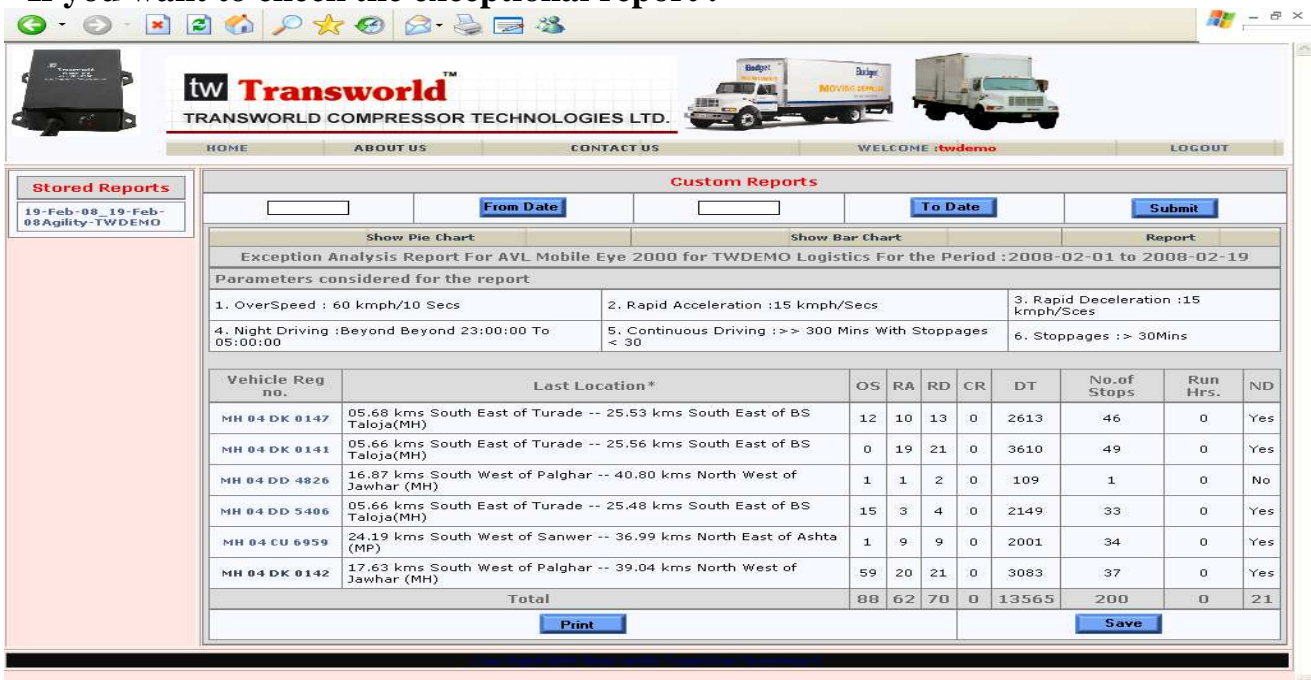 If you want to check the exceptional report :
tw Transworld™
TRANSWORLD COMPRESSOR TECHNOLOGIES LTD.
Budget
Budget
MOVING SERVICES
HOME ABOUT US CONTACT US WELCOME :twdemo LOGOUT
Stored Reports
19-Feb-08_19-Feb-
08Agility-TWDEMO
Custom Reports
From Date To Date Submit
Show Pie Chart Show Bar Chart Report
Exception Analysis Report For AVL Mobile Eye 2000 for TWDEMO Logistics For the Period :2008-02-01 to 2008-02-19
Parameters considered for the report
1. OverSpeed : 60 kmph/10 Secs
2. Rapid Acceleration :15 kmph/Secs
3. Rapid Deceleration :15
kmph/Sces
4. Night Driving :Beyond Beyond 23:00:00 To
05:00:00
5. Continuous Driving :>> 300 Mins With Stoppages
< 30
6. Stoppages :> 30Mins
Vehicle Reg
no.
Last Location*
OS RA RD CR DT
No.of
Stops
Run
Hrs.
ND
MH 04 DK 0147
05.68 kms South East of Turade -- 25.53 kms South East of BS
Taloja(MH)
12 10 13 0 2613 46 0 Yes
MH 04 DK 0141
05.66 kms South East of Turade -- 25.56 kms South East of BS
Taloja(MH)
0 19 21 0 3610 49 0 Yes
MH 04 DD 4826
16.87 kms South West of Palghar -- 40.80 kms North West of
Jawhar (MH)
1 1 2 0 109 1 0 No
MH 04 DD 5406
05.66 kms South East of Turade -- 25.48 kms South East of BS
Taloja(MH)
15 3 4 0 2149 33 0 Yes
MH 04 CU 6959
24.19 kms South West of Sanwer -- 36.99 kms North East of Ashta
(MP)
1 9 9 0 2001 34 0 Yes
MH 04 DK 0142
17.63 kms South West of Palghar -- 39.04 kms North West of
Jawhar (MH)
59 20 21 0 3083 37 0 Yes
Total 88 62 70 0 13565 200 0 21
Print Save